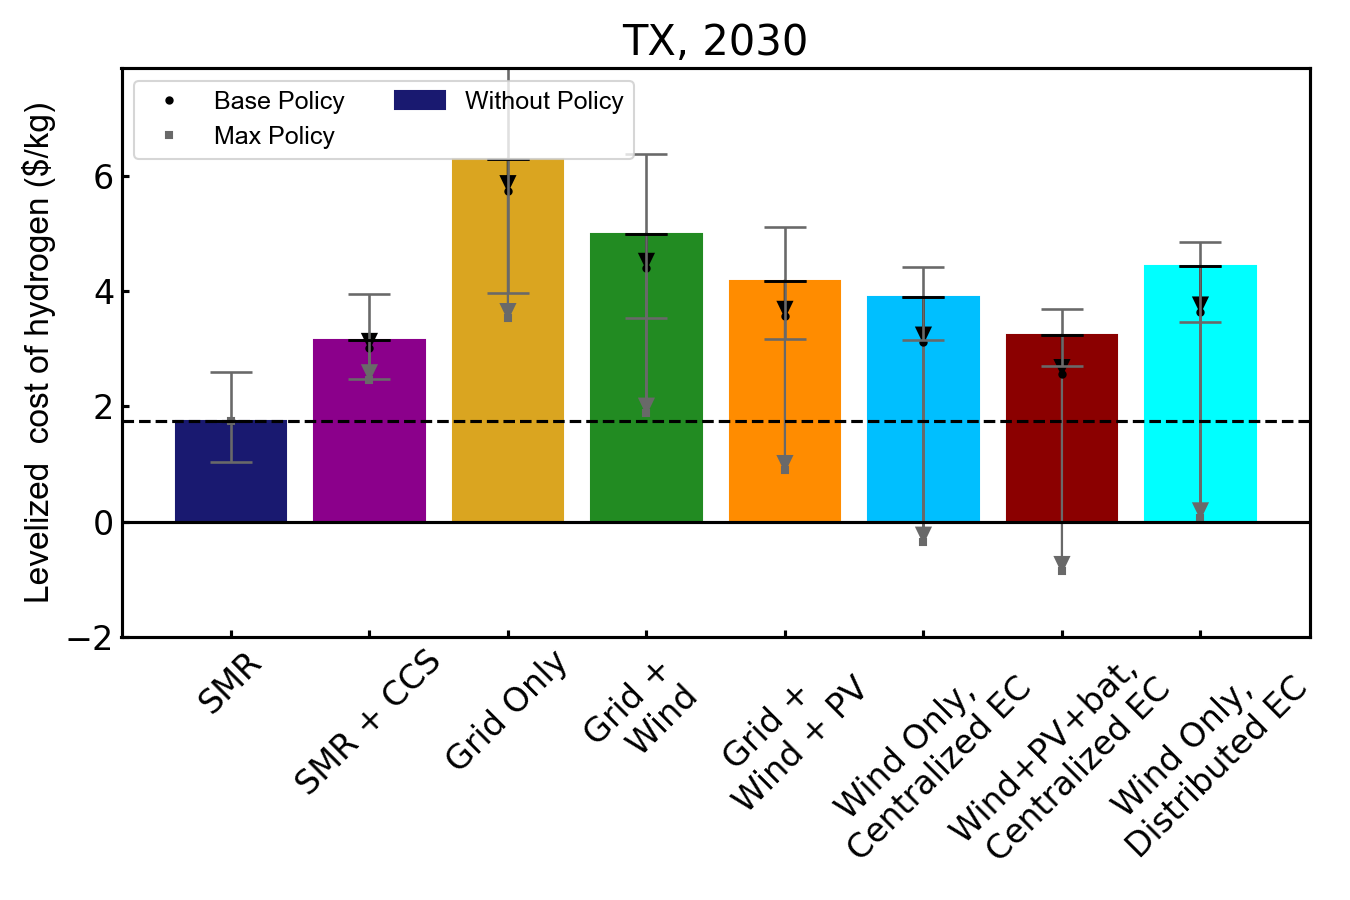 TX, 2030
Base Policy
Max Policy
Without Policy
Levelized  cost of hydrogen ($/kg)
6
4
2
0
−2
SMR
SMR + CCS
Grid Only
Grid +
Wind
Grid +
Wind + PV
Wind Only,
Centralized EC
Wind+PV+bat,
Centralized EC
Wind Only,
Distributed EC